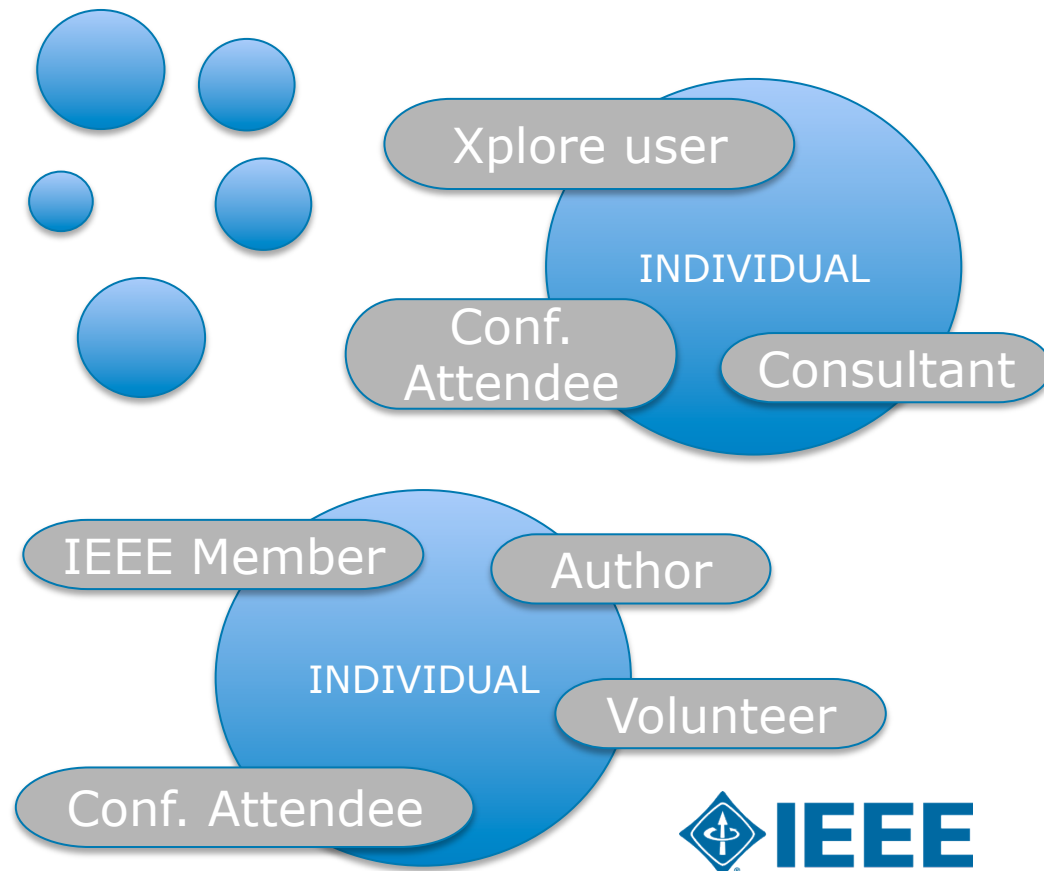 Xplore user
INDIVIDUAL
Conf.
Attendee
Consultant
IEEE Member
Author
INDIVIDUAL
Volunteer
Conf. Attendee
IEEE